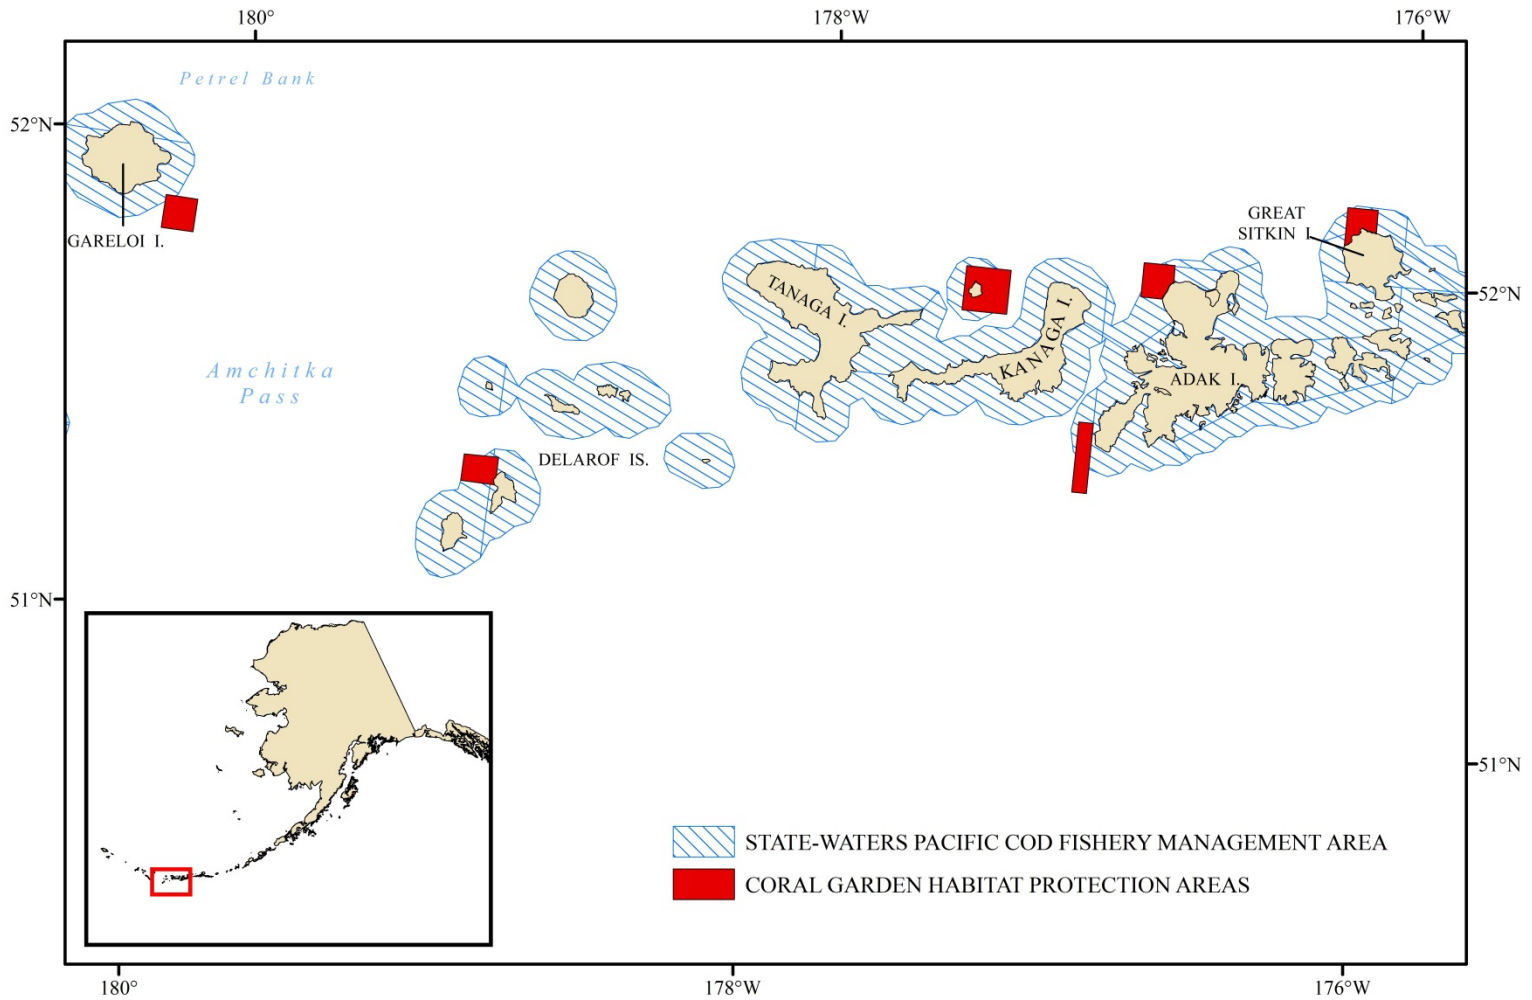 180°
178°W
176°W
Petrel Bank
52°N
GARELOI I.
GREAT
SITKIN I.
52°N
TANAGA I.
KANAGA I.
ADAK I.
Amchitka
Pass
DELAROF IS.
51°N
51°N
STATE-WATERS PACIFIC COD FISHERY MANAGEMENT AREA
CORAL GARDEN HABITAT PROTECTION AREAS
180°
178°W
176°W